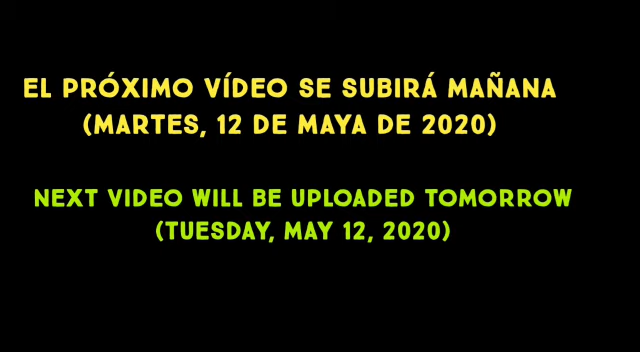 EL PRÓXIMO VÍDEO SE SUBIRÁ MAÑANA
(MARTES, 12 DE MAYA DE 2020)
NEXT VIDEO WILL BE UPLOADED TOMORROW
(TUESDAY, MAY 12, 2020)